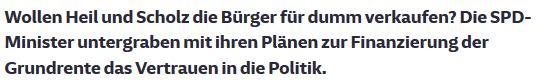 Wollen Heil und Scholz die Bürger für dumm verkaufen? Die SPD-
Minister untergraben mit ihren Plänen zur Finanzierung der
Grundrente das Vertrauen in die Politik.